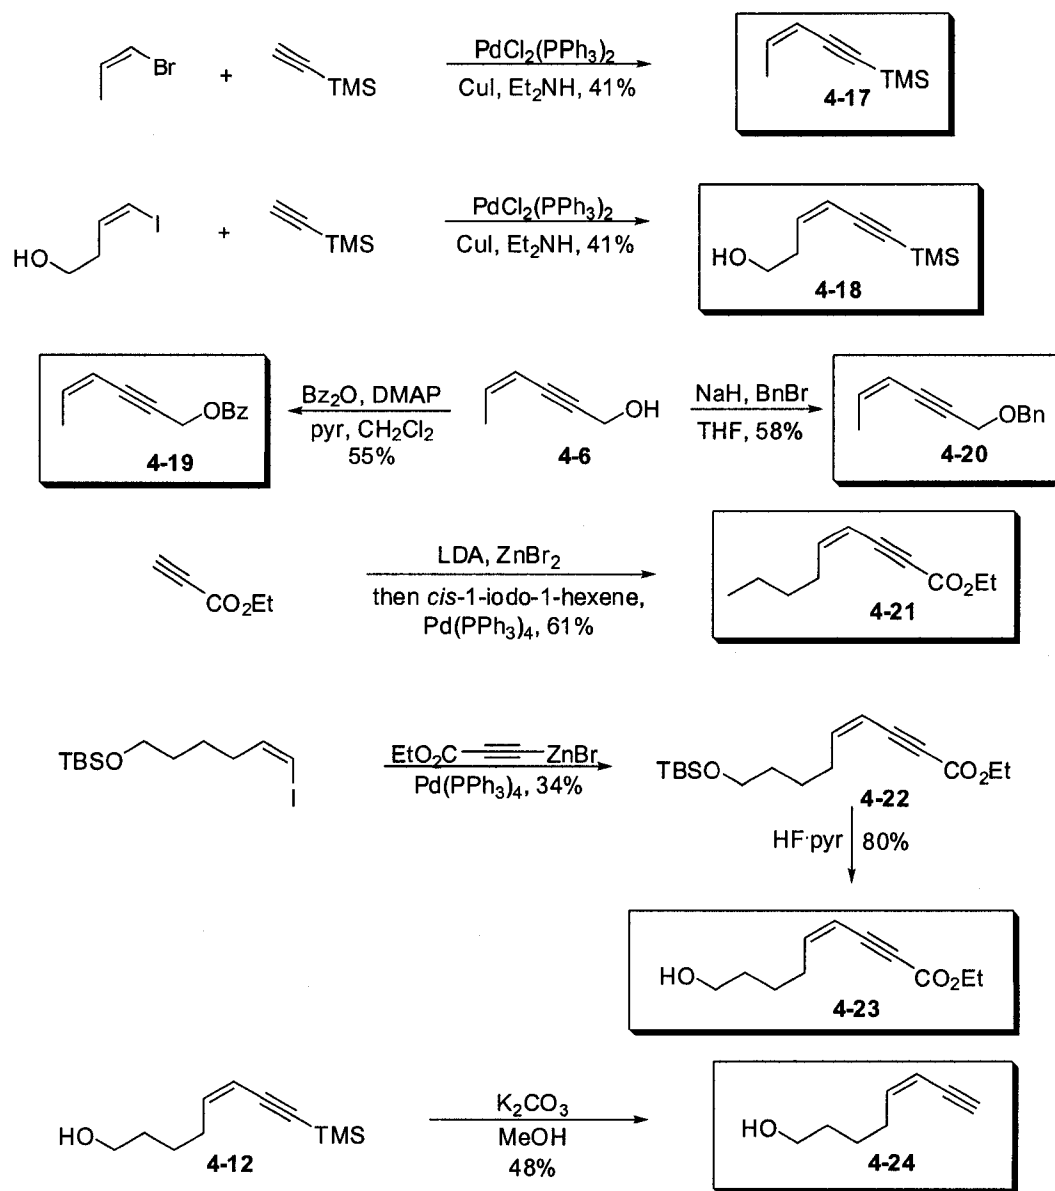 Br
+
TMS
PdCl2(PPh3)2
CuI, Et2NH, 41%
TMS
4-17
HO
I
+
TMS
PdCl2(PPh3)2
CuI, Et2NH, 41%
HO
TMS
4-18
OBz
4-19
Bz2O, DMAP
pyr, CH2Cl2
55%
OH
4-6
NaH, BnBr
THF, 58%
OBn
4-20
CO2Et
LDA, ZnBr2
then cis-1-iodo-1-hexene,
Pd(PPh3)4, 61%
CO2Et
4-21
TBSO
I
EtO2C
ZnBr
Pd(PPh3)4, 34%
TBSO
CO2Et
4-22
HF·pyr 80%
HO
CO2Et
4-23
HO
TMS
4-12
K2CO3
MeOH
48%
HO
4-24